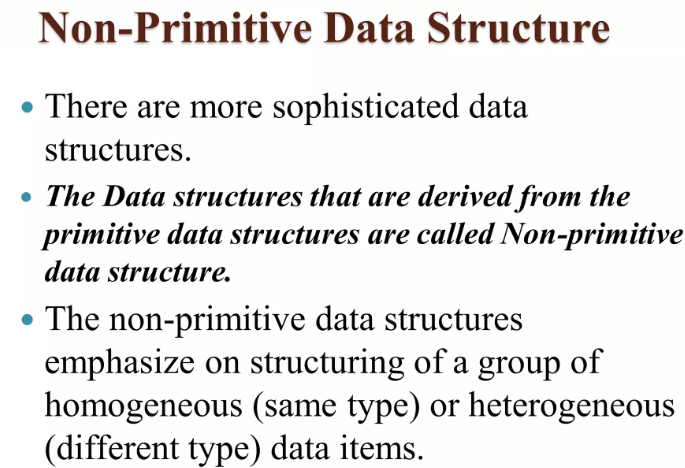 Non-Primitive Data Structure
• There are more sophisticated data
structures.
• The Data structures that are derived from the
primitive data structures are called Non-primitive
data structure.
• The non-primitive data structures
emphasize on structuring of a group of
homogeneous (same type) or heterogeneous
(different type) data items.